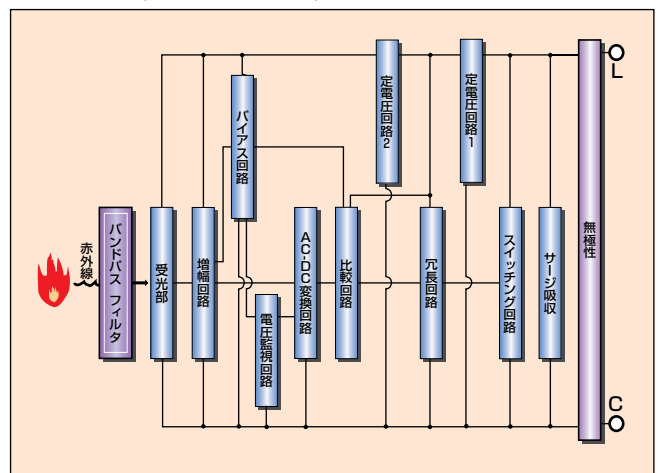 赤外線
バンドパス フィルタ
受光部
増幅回路
バイアス回路
電圧監視回路
AC-DC変換回路
比較回路
定電圧回路2
冗長回路
定電圧回路1
スイッチング回路
サージ吸収
無極性
L
C